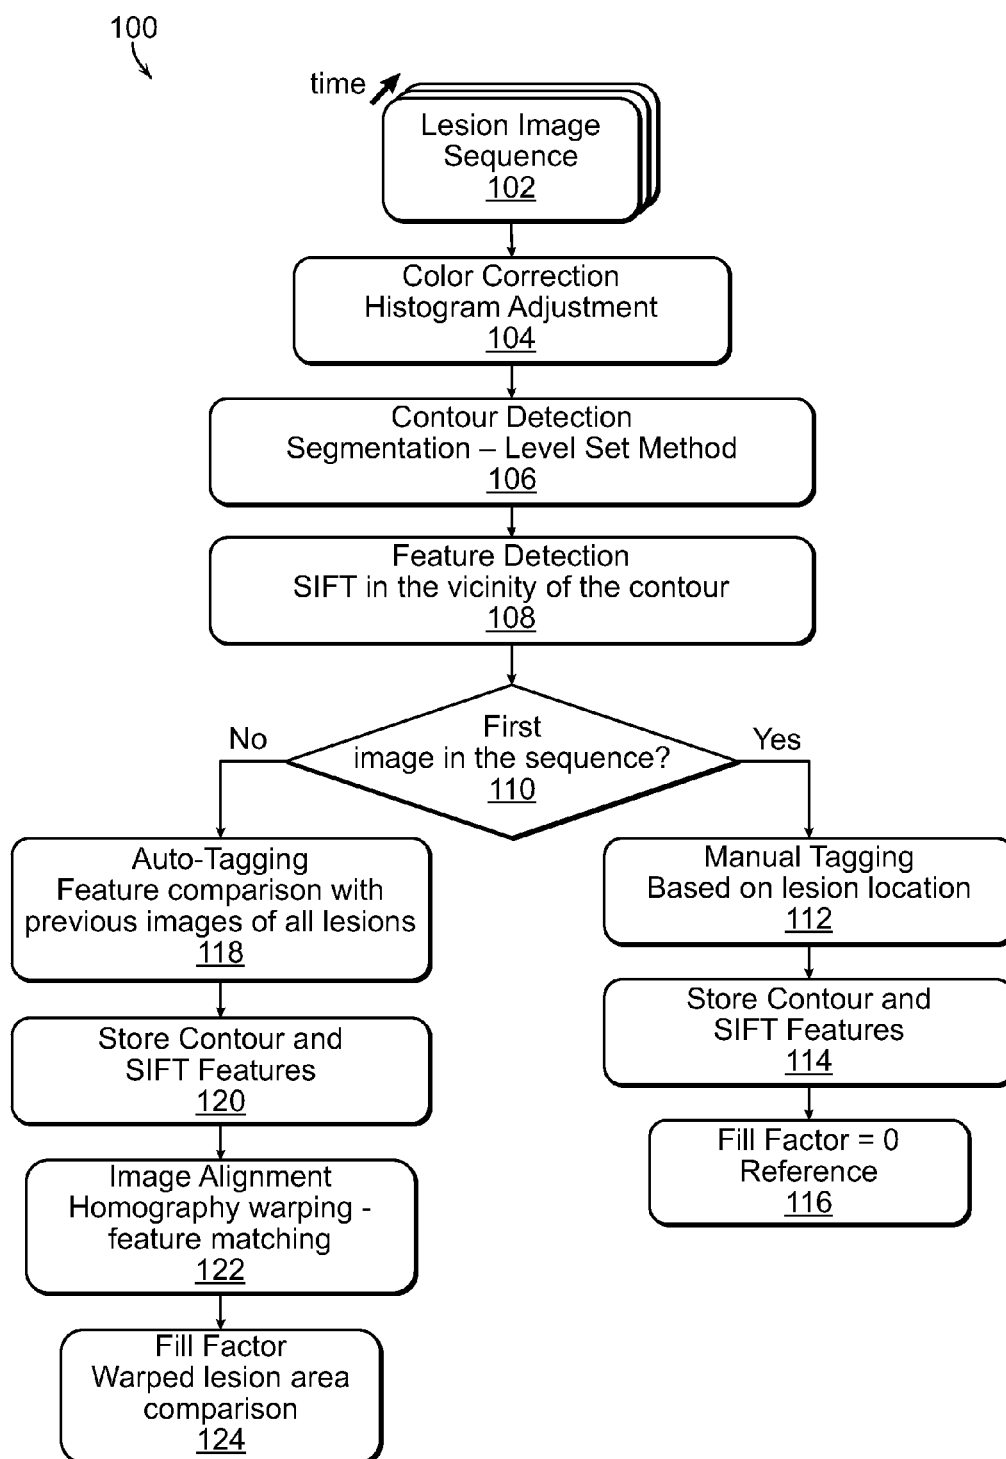 100
time
Lesion Image
Sequence
102
Color Correction
Histogram Adjustment
104
Contour Detection
Segmentation – Level Set Method
106
Feature Detection
SIFT in the vicinity of the contour
108
First
image in the sequence?
110
No
Yes
Auto-Tagging
Feature comparison with
previous images of all lesions
118
Store Contour and
SIFT Features
120
Image Alignment
Homography warping -
feature matching
122
Fill Factor
Warped lesion area
comparison
124
Manual Tagging
Based on lesion location
112
Store Contour and
SIFT Features
114
Fill Factor = 0
Reference
116